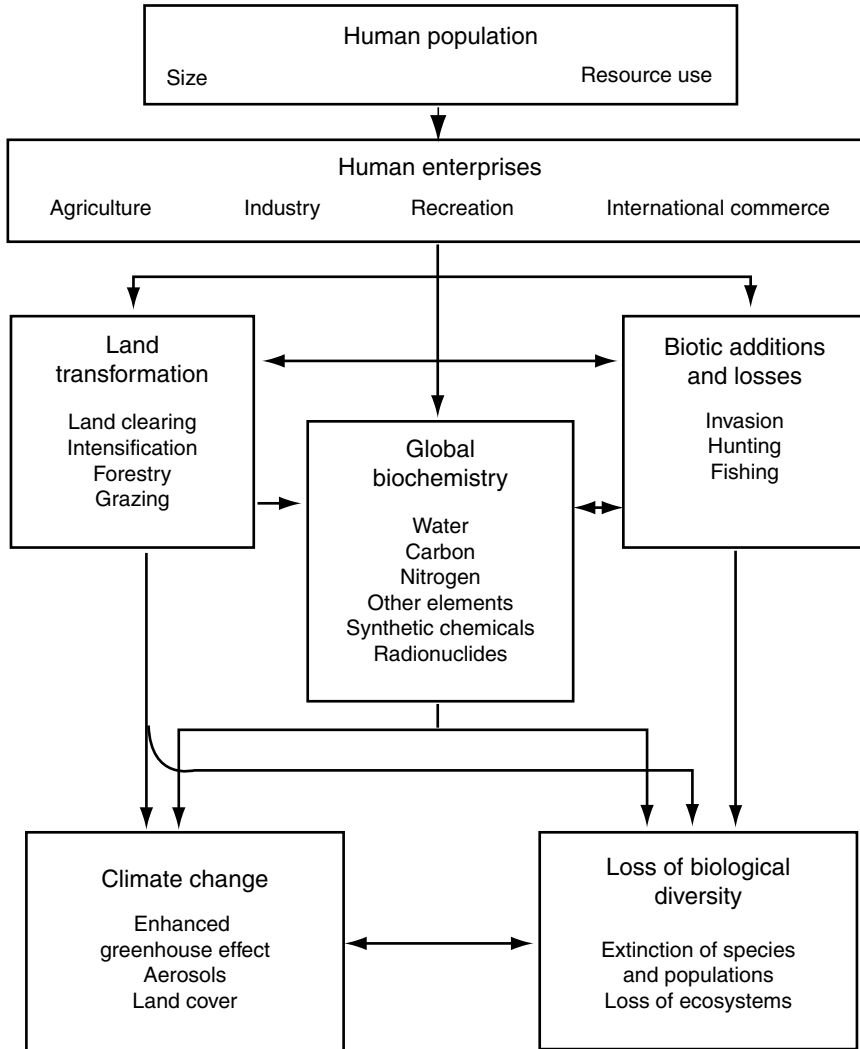 Human population
Size Resource use
Human enterprises
Agriculture Industry Recreation International commerce
Land
transformation
Land clearing
Intensification
Forestry
Grazing
Global
biochemistry
Water
Carbon
Nitrogen
Other elements
Synthetic chemicals
Radionuclides
Biotic additions
and losses
Invasion
Hunting
Fishing
Climate change
Enhanced
greenhouse effect
Aerosols
Land cover
Loss of biological
diversity
Extinction of species
and populations
Loss of ecosystems